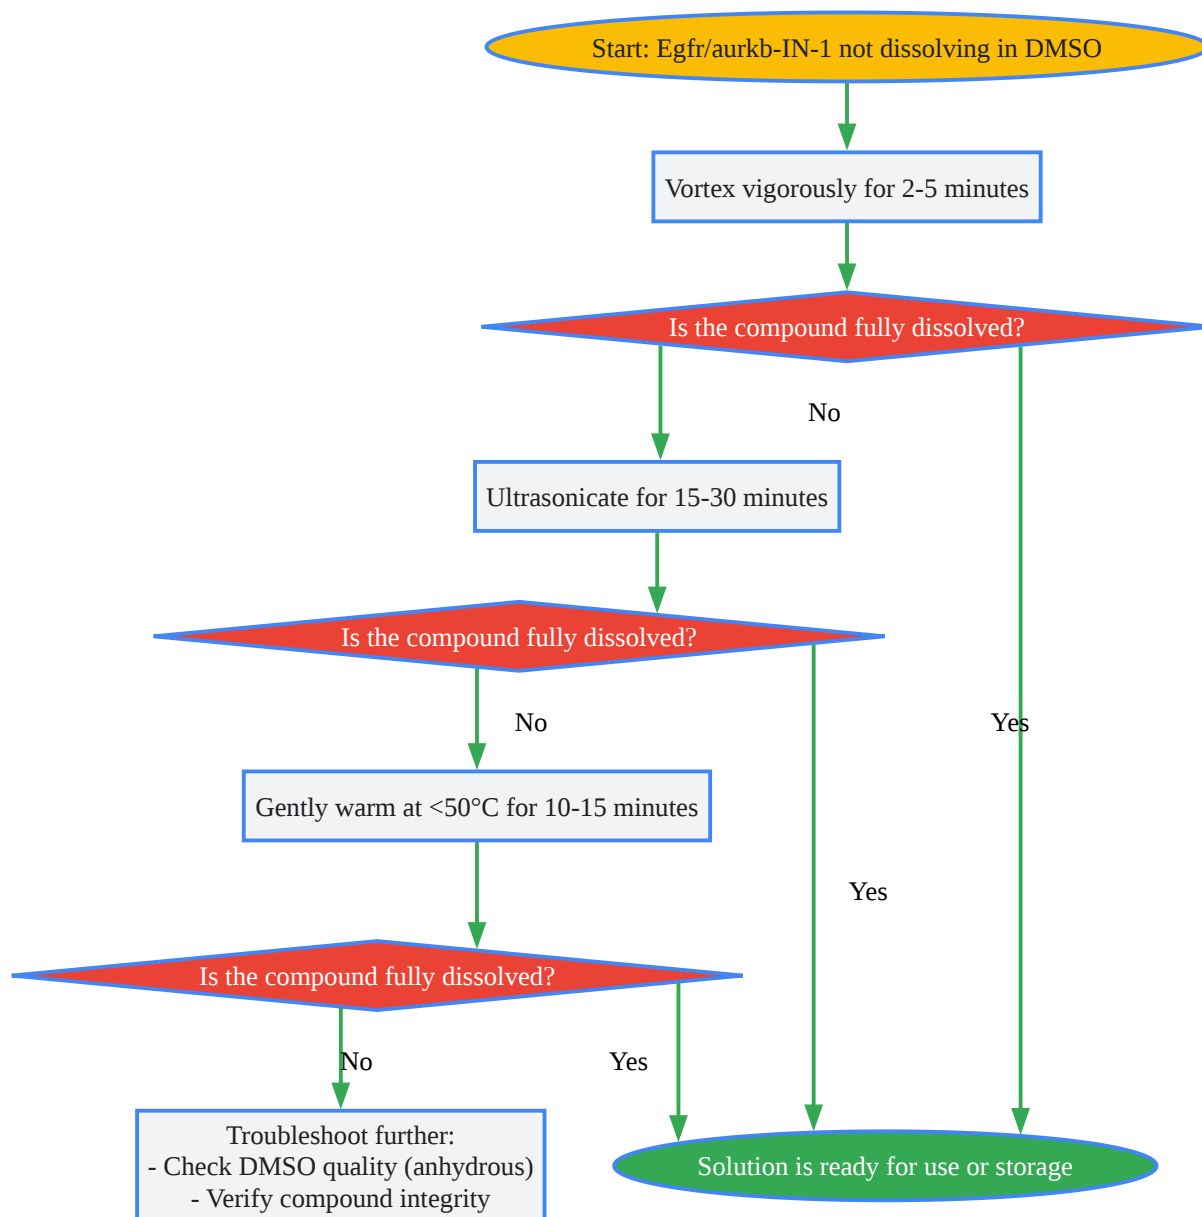 Start: Egfr/aurkb-IN-1 not dissolving in DMSO
Vortex vigorously for 2-5 minutes
Is the compound fully dissolved?
No
Ultrasonicate for 15-30 minutes
Is the compound fully dissolved?
No
Yes
Gently warm at <50°C for 10-15 minutes
Yes
Is the compound fully dissolved?
No
Yes
Troubleshoot further:
- Check DMSO quality (anhydrous)
- Verify compound integrity
Solution is ready for use or storage